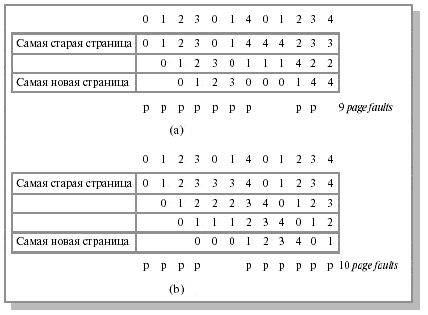 0 1 2 3 0 1 4 0 1 2 3 4
Самая старая страница 0 1 2 3 0 1 4 4 4 2 3 3
0 1 2 3 0 1 1 1 4 2 2
Самая новая страница 0 1 2 3 0 0 0 1 4 4
p p p p p p p p p 9 page faults
(a)
0 1 2 3 0 1 4 0 1 2 3 4
Самая старая страница 0 1 2 3 3 3 4 0 1 2 3 4
0 1 2 2 2 3 4 0 1 2 3
0 1 1 1 2 3 4 0 1 2
Самая новая страница 0 0 0 1 2 3 4 0 1
p p p p p p p p p p 10 page faults
(b)